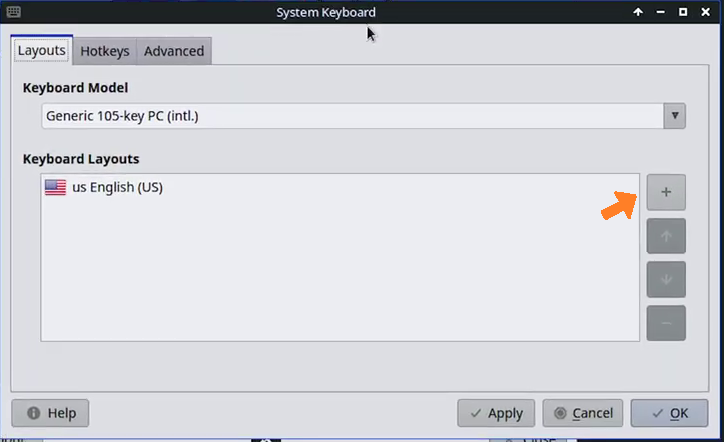 System Keyboard
Layouts Hotkeys Advanced
Keyboard Model
Generic 105-key PC (intl.)
Keyboard Layouts
us English (US)
Help Apply Cancel OK